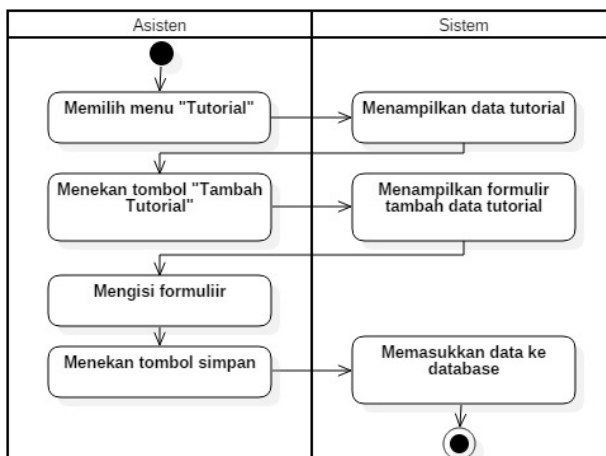 Asisten
Sistem
Memilih menu "Tutorial"
Menampilkan data tutorial
Menekan tombol "Tambah
Tutorial"
Menampilkan formulir
tambah data tutorial
Mengisi formuliir
Menekan tombol simpan
Memasukkan data ke
database